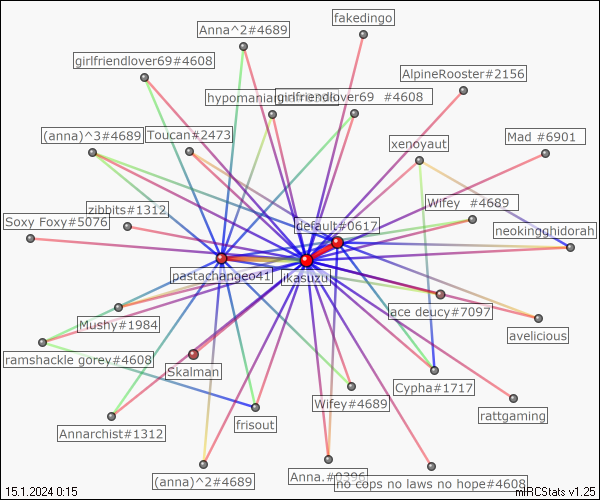 fakedingo
Anna^2#4689
girlfriendlover69#4608
AlpineRooster#2156
girlfriendlover69 #4608
(anna)^3#4689
Toucan#2473
Mad #6901
xenoyaut
zibbits#1312
Wifey #4689
Soxy Foxy#5076
default#0617
neokingghidorah
pastachangeo41
ikasuzu
ace deucy#7097
Mushy#1984
avelicious
ramshackle gorey#4608
Skalman
Cypha#1717
Wifey#4689
rattgaming
frisout
Annarchist#1312
(anna)^2#4689
no cops no laws no hope#4608
15.1.2024 0:15
mIRCStats v1.25